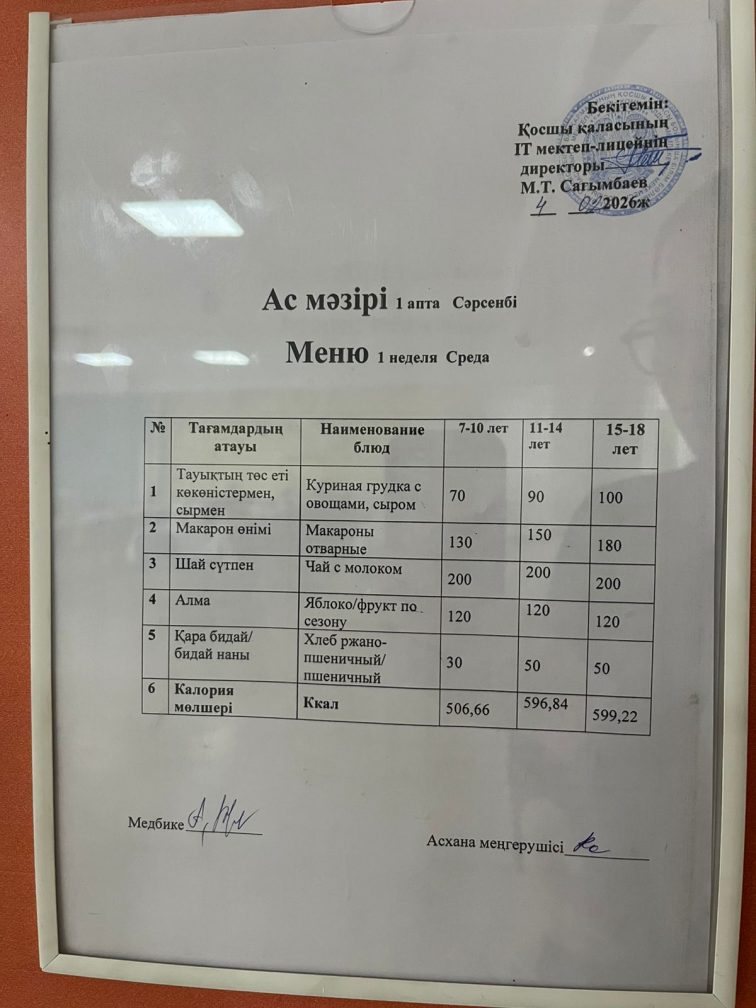 Бекітемін:
Қосшы қаласының
IT мектеп-лицейнің
директоры
М.Т. Сағымбаев
4 02 2026ж
Ас мәзірі 1 апта Сәрсенбі
Меню 1 неделя Среда
№ Тағамдардың атауы Наименование блюд 7-10 лет 11-14 лет 15-18 лет
1 Тауықтың төс еті көкөністермен, сырмен Куриная грудка с овощами, сыром 70 90 100
2 Макарон өнімі Макароны отварные 130 150 180
3 Шай сүтпен Чай с молоком 200 200 200
4 Алма Яблоко/фрукт по сезону 120 120 120
5 Қара бидай/ бидай наны Хлеб ржано-пшеничный/ пшеничный 30 50 50
6 Калория мөлшері Ккал 506,66 596,84 599,22
Медбике
Асхана меңгерушісі